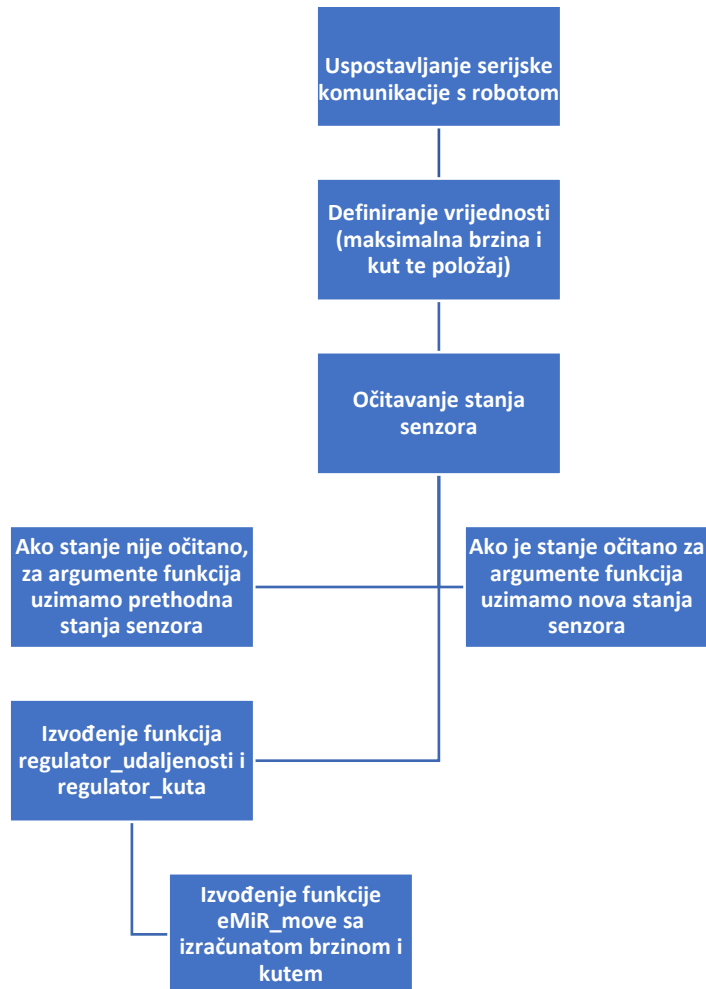 Uspostavljanje serijske
komunikacije s robotom
Definiranje vrijednosti
(maksimalna brzina i
kut te položaj)
Očitavanje stanja
senzora
Ako stanje nije očitano,
za argumente funkcija
uzimamo prethodna
stanja senzora
Ako je stanje očitano za
argumente funkcija
uzimamo nova stanja
senzora
Izvođenje funkcija
regulator_udaljenosti i
regulator_kuta
Izvođenje funkcije
eMiR_move sa
izračunatom brzinom i
kutem